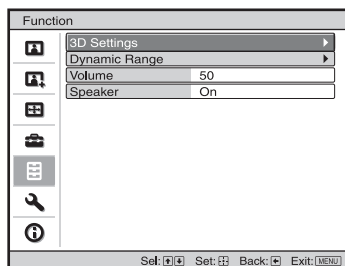 Function
3D Settings
Dynamic Range
Volume 50
Speaker On
Sel: Set: Back: Exit: MENU